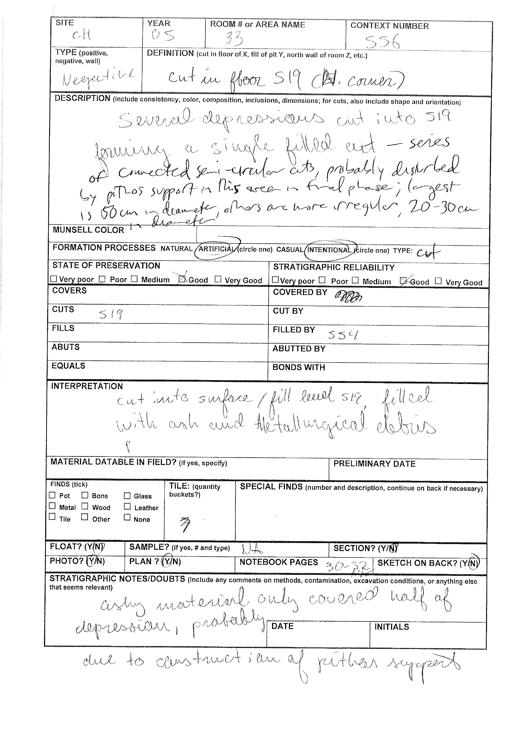 SITE YEAR ROOM # or AREA NAME CONTEXT NUMBER
CH 05 33 556
TYPE (positive, negative, wall) DEFINITION (cut in floor of X, fill of pit Y, north wall of room Z, etc.)
Negative cut in floor 519 (N. corner)
DESCRIPTION (include consistency, color, composition, inclusions, dimensions; for cuts, also include shape and orientation)
Several depressions cut into 519
forming a single filled cut – series
of connected semi-circular cuts, probably disturbed
by pithos support in this area in final phase; largest
is 50cm in diameter, others are more irregular, 20-30cm
in diameter
MUNSELL COLOR
FORMATION PROCESSES NATURAL / ARTIFICIAL (circle one) CASUAL / INTENTIONAL (circle one) TYPE: cut
STATE OF PRESERVATION STRATIGRAPHIC RELIABILITY
Very poor Poor Medium Good Very Good Very poor Poor Medium Good Very Good
COVERS COVERED BY
CUTS 519 CUT BY
FILLS FILLED BY 554
ABUTS ABUTTED BY
EQUALS BONDS WITH
INTERPRETATION
cut into surface / fill level 519, filled
with ash and metallurgical debris
MATERIAL DATABLE IN FIELD? (if yes, specify) PRELIMINARY DATE
FINDS (tick) TILE: (quantity buckets?) SPECIAL FINDS (number and description, continue on back if necessary)
Pot Bone Glass
Metal Wood Leather
Tile Other None
FLOAT? (Y/N) SAMPLE? (if yes, # and type) NA SECTION? (Y/N)
PHOTO? (Y/N) PLAN ? (Y/N) NOTEBOOK PAGES 30-32 SKETCH ON BACK? (Y/N)
STRATIGRAPHIC NOTES/DOUBTS (Include any comments on methods, contamination, excavation conditions, or anything else that seems relevant)
ashy material only covered half of
depression, probably
DATE INITIALS
due to construction of pithos support